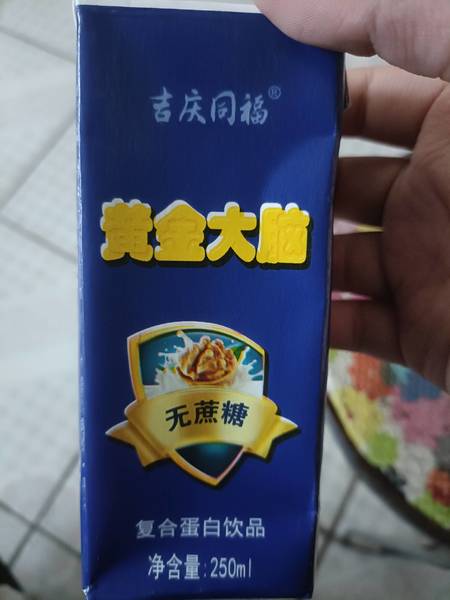 吉庆同福®
黄金大脑
无蔗糖
复合蛋白饮品
净含量:250ml